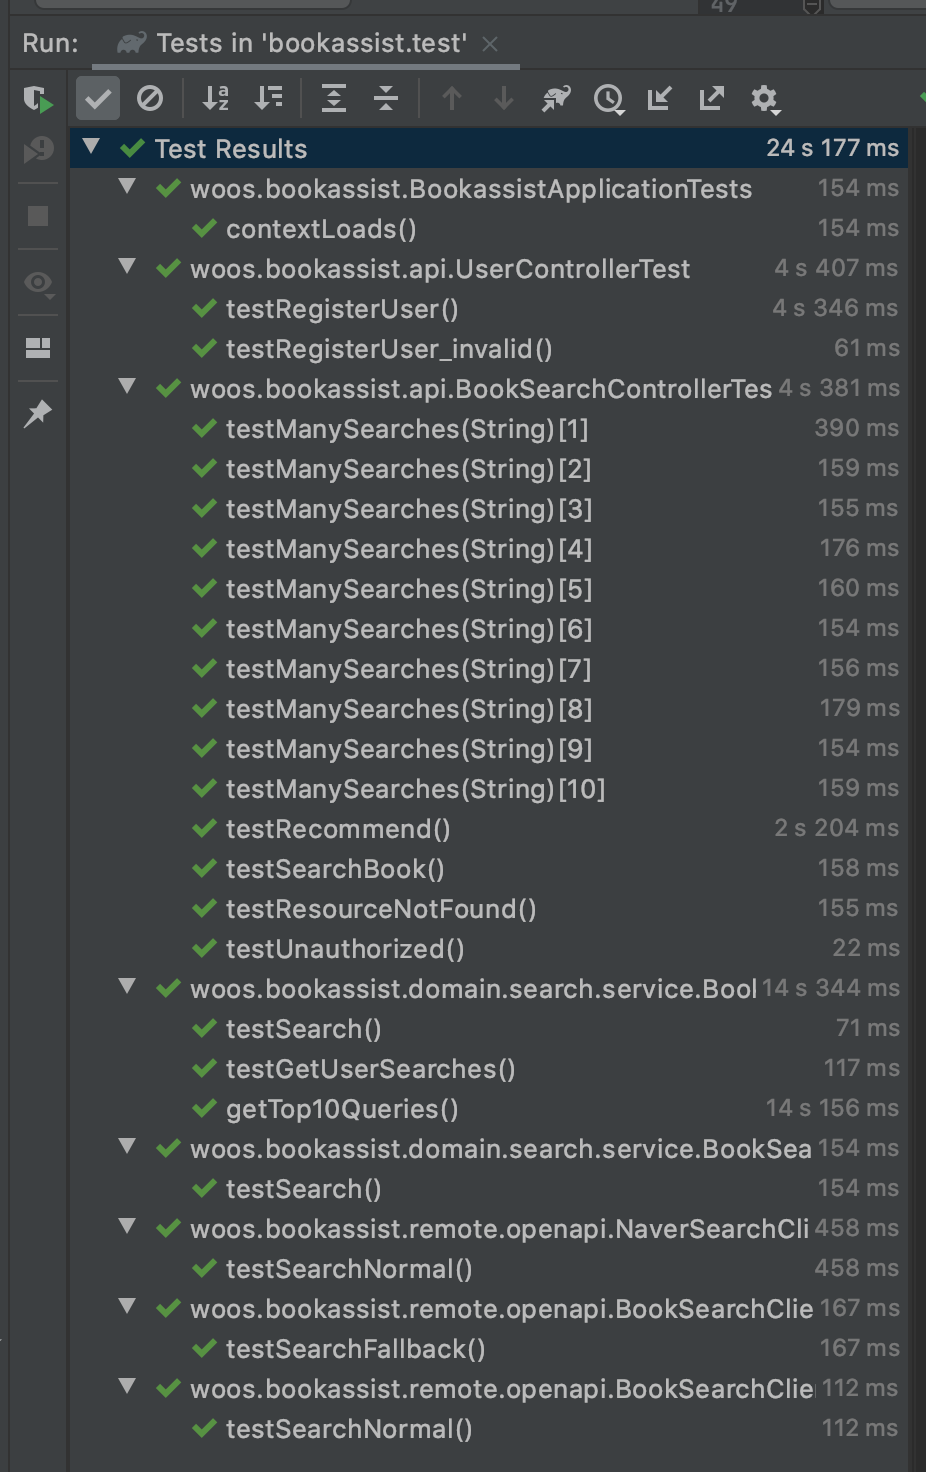 49
Run: Tests in 'bookassist.test'
Test Results 24 s 177 ms
woos.bookassist.BookassistApplicationTests 154 ms
contextLoads() 154 ms
woos.bookassist.api.UserControllerTest 4 s 407 ms
testRegisterUser() 4 s 346 ms
testRegisterUser_invalid() 61 ms
woos.bookassist.api.BookSearchControllerTes 4 s 381 ms
testManySearches(String)[1] 390 ms
testManySearches(String)[2] 159 ms
testManySearches(String)[3] 155 ms
testManySearches(String)[4] 176 ms
testManySearches(String)[5] 160 ms
testManySearches(String)[6] 154 ms
testManySearches(String)[7] 156 ms
testManySearches(String)[8] 179 ms
testManySearches(String)[9] 154 ms
testManySearches(String)[10] 159 ms
testRecommend() 2 s 204 ms
testSearchBook() 158 ms
testResourceNotFound() 155 ms
testUnauthorized() 22 ms
woos.bookassist.domain.search.service.Bool 14 s 344 ms
testSearch() 71 ms
testGetUserSearches() 117 ms
getTop10Queries() 14 s 156 ms
woos.bookassist.domain.search.service.BookSea 154 ms
testSearch() 154 ms
woos.bookassist.remote.openapi.NaverSearchCli 458 ms
testSearchNormal() 458 ms
woos.bookassist.remote.openapi.BookSearchClie 167 ms
testSearchFallback() 167 ms
woos.bookassist.remote.openapi.BookSearchClie 112 ms
testSearchNormal() 112 ms